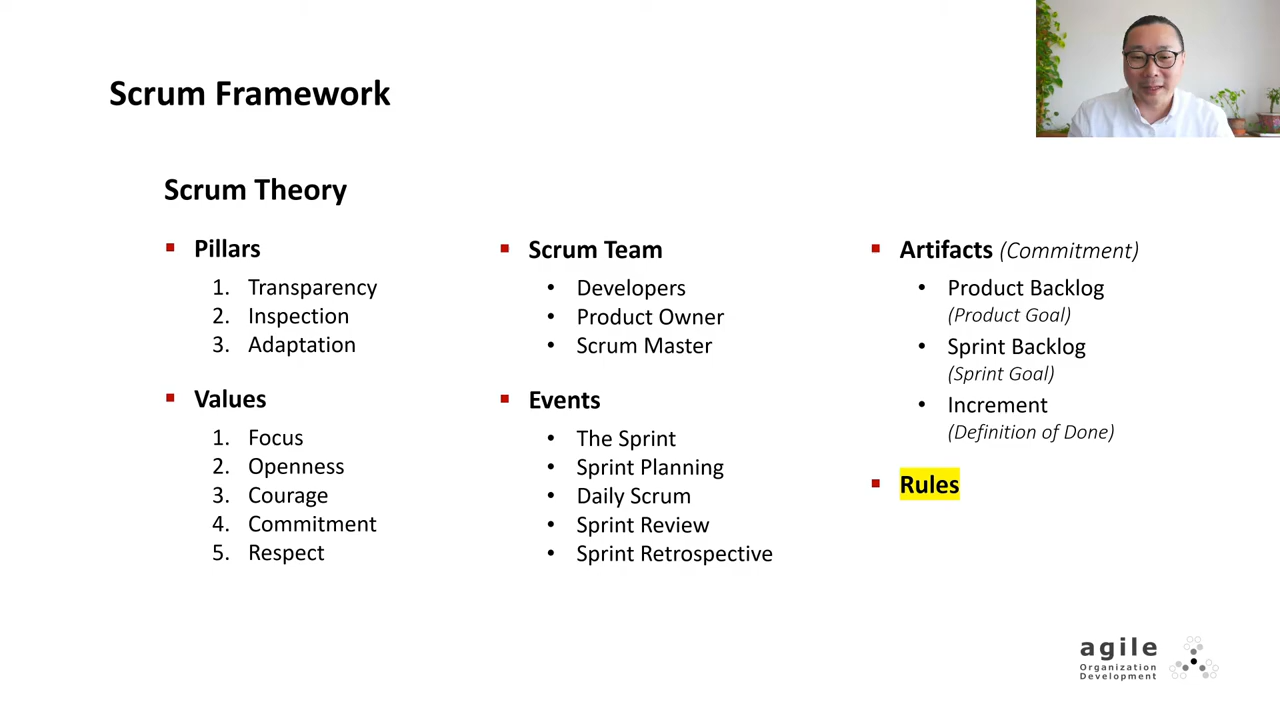 Scrum Framework
Scrum Theory
▪ Pillars
1. Transparency
2. Inspection
3. Adaptation
▪ Values
1. Focus
2. Openness
3. Courage
4. Commitment
5. Respect
▪ Scrum Team
• Developers
• Product Owner
• Scrum Master
▪ Events
• The Sprint
• Sprint Planning
• Daily Scrum
• Sprint Review
• Sprint Retrospective
▪ Artifacts (Commitment)
• Product Backlog
(Product Goal)
• Sprint Backlog
(Sprint Goal)
• Increment
(Definition of Done)
▪ Rules
agile
Organization
Development